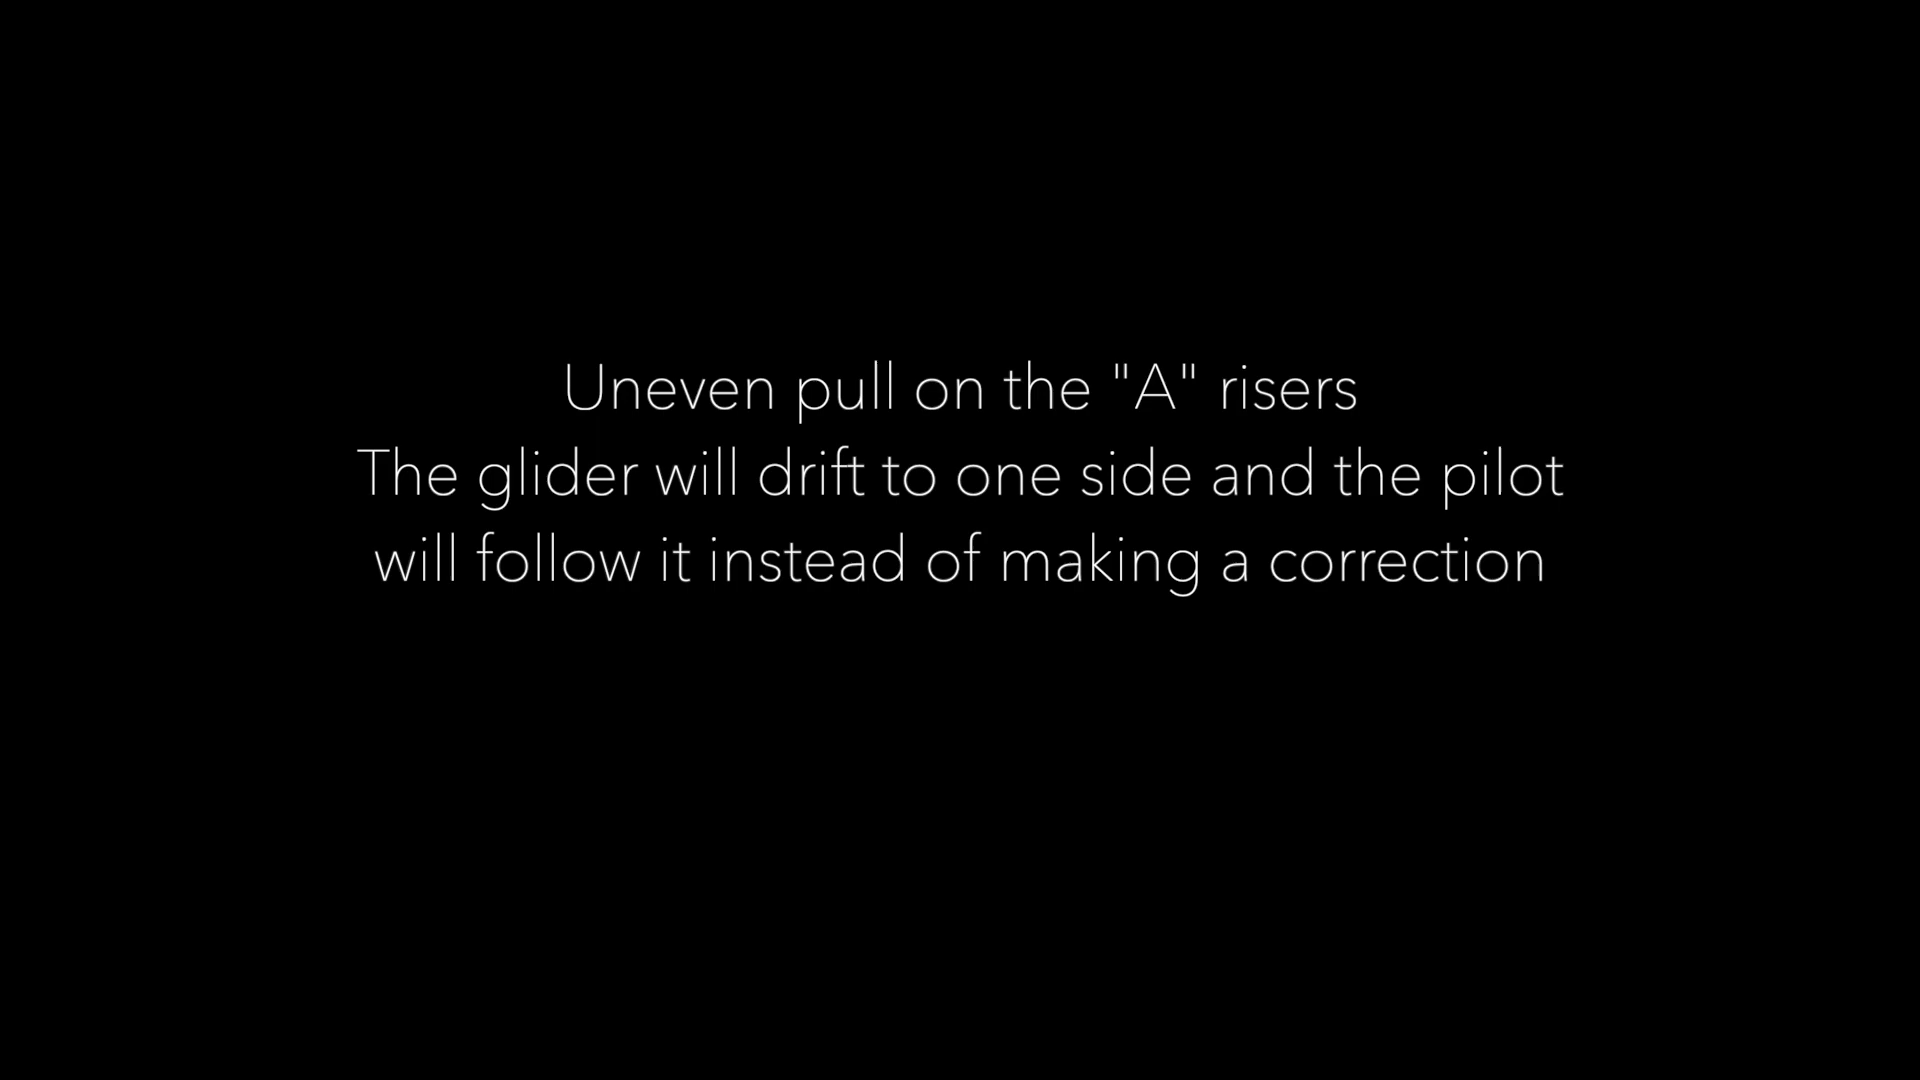 Uneven pull on the "A" risers
The glider will drift to one side and the pilot
will follow it instead of making a correction